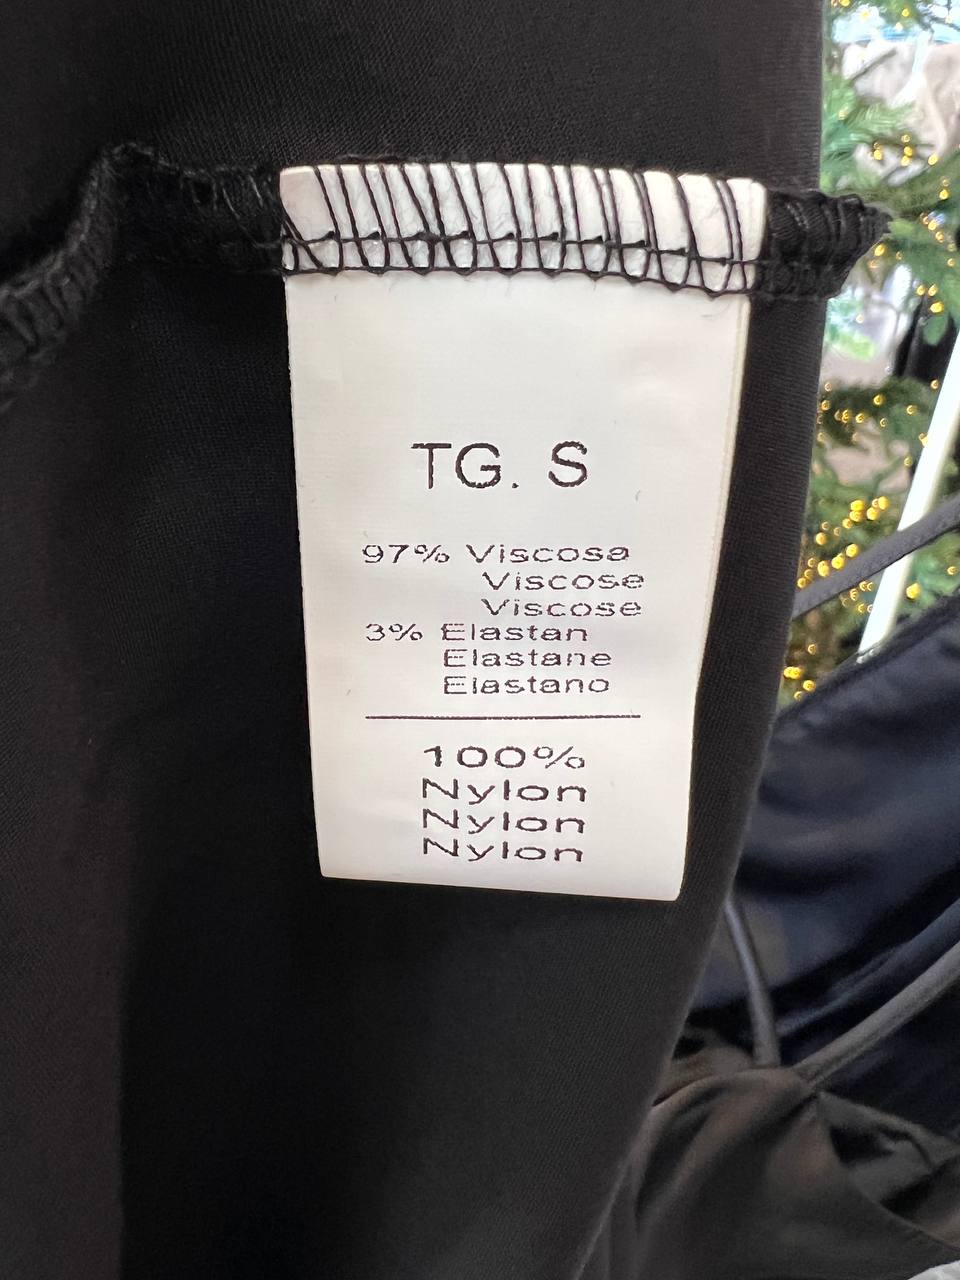 TG. S
97% Viscosa
Viscose
Viscose
3% Elastan
Elastane
Elastano
100%
Nylon
Nylon
Nylon